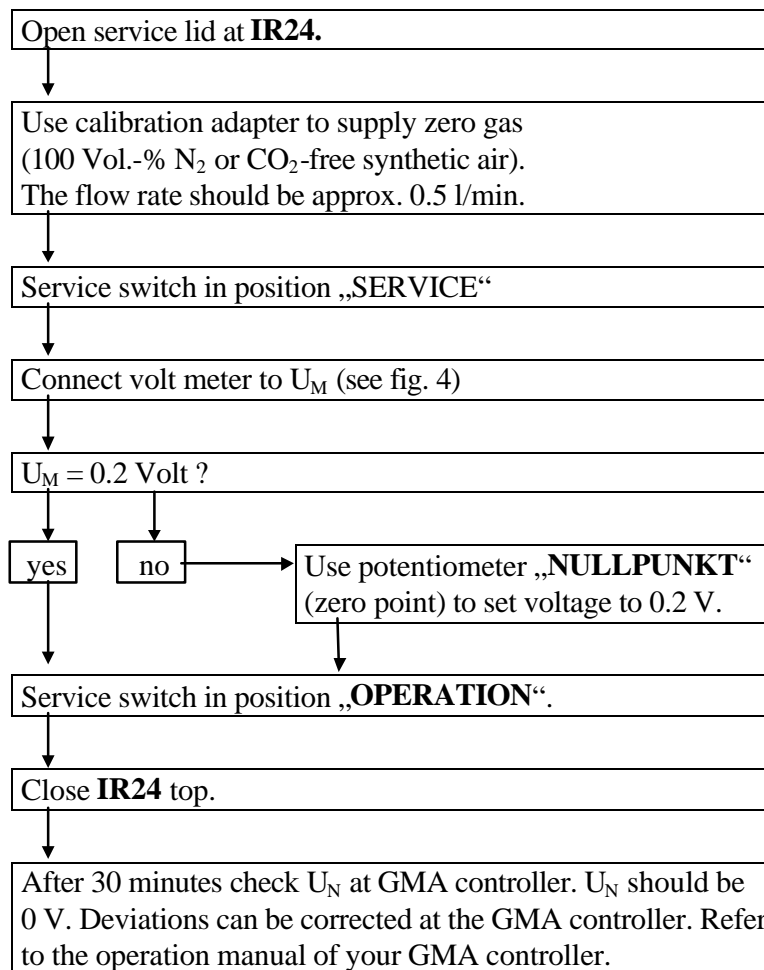 Open service lid at IR24.
Use calibration adapter to supply zero gas
(100 Vol.-% N₂ or CO₂-free synthetic air).
The flow rate should be approx. 0.5 l/min.
Service switch in position „SERVICE“
Connect volt meter to U_M (see fig. 4)
U_M = 0.2 Volt ?
yes
no
Use potentiometer „NULLPUNKT“
(zero point) to set voltage to 0.2 V.
Service switch in position „OPERATION“.
Close IR24 top.
After 30 minutes check U_N at GMA controller. U_N should be
0 V. Deviations can be corrected at the GMA controller. Refer
to the operation manual of your GMA controller.